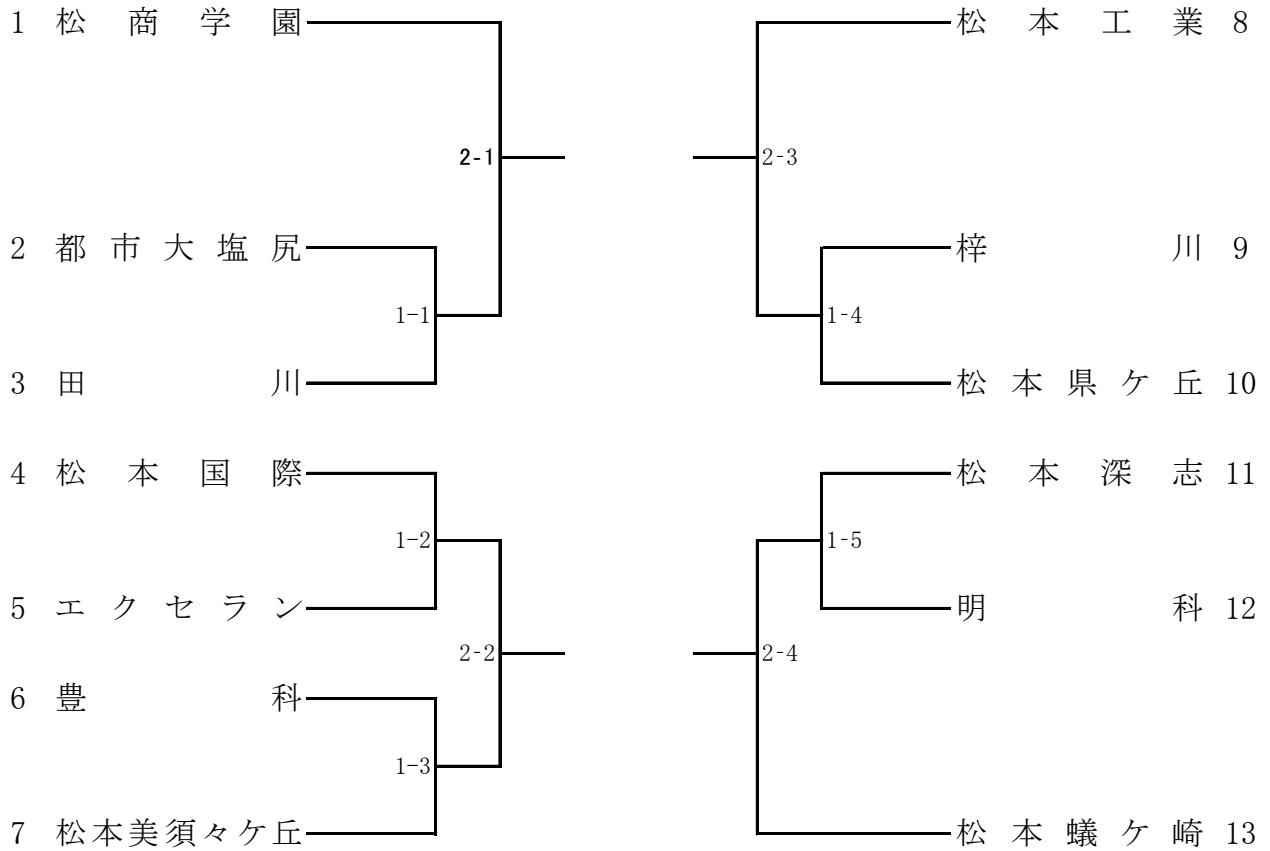 1 松商学園 松本工業 8
2-1 2-3
2 都市大塩尻 梓川 9
1-1 1-4
3 田川 松本県ケ丘 10
4 松本国際 松本深志 11
1-2 1-5
5 エクセラン 明科 12
2-2 2-4
6 豊科
1-3
7 松本美須々ケ丘 松本蟻ケ崎 13